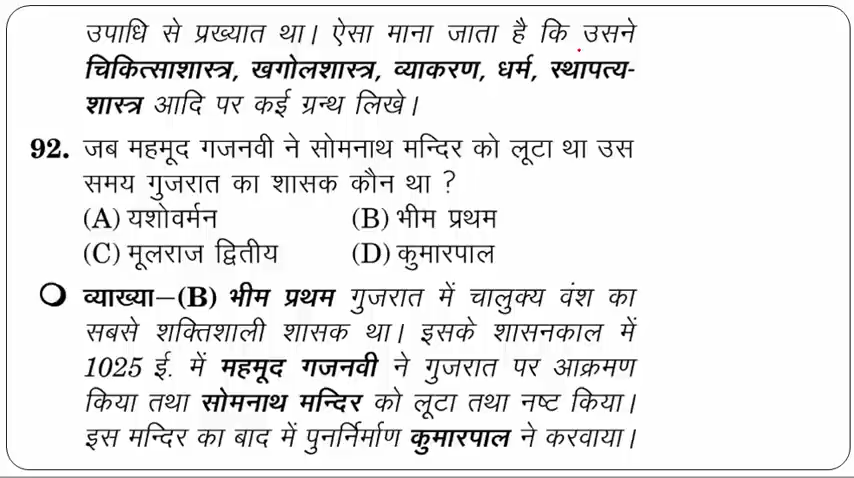 उपाधि से प्रख्यात था। ऐसा माना जाता है कि उसने
चिकित्साशास्त्र, खगोलशास्त्र, व्याकरण, धर्म, स्थापत्य-
शास्त्र आदि पर कई ग्रन्थ लिखे।
92. जब महमूद गजनवी ने सोमनाथ मन्दिर को लूटा था उस
समय गुजरात का शासक कौन था ?
(A) यशोवर्मन (B) भीम प्रथम
(C) मूलराज द्वितीय (D) कुमारपाल
व्याख्या–(B) भीम प्रथम गुजरात में चालुक्य वंश का
सबसे शक्तिशाली शासक था। इसके शासनकाल में
1025 ई. में महमूद गजनवी ने गुजरात पर आक्रमण
किया तथा सोमनाथ मन्दिर को लूटा तथा नष्ट किया।
इस मन्दिर का बाद में पुनर्निर्माण कुमारपाल ने करवाया।